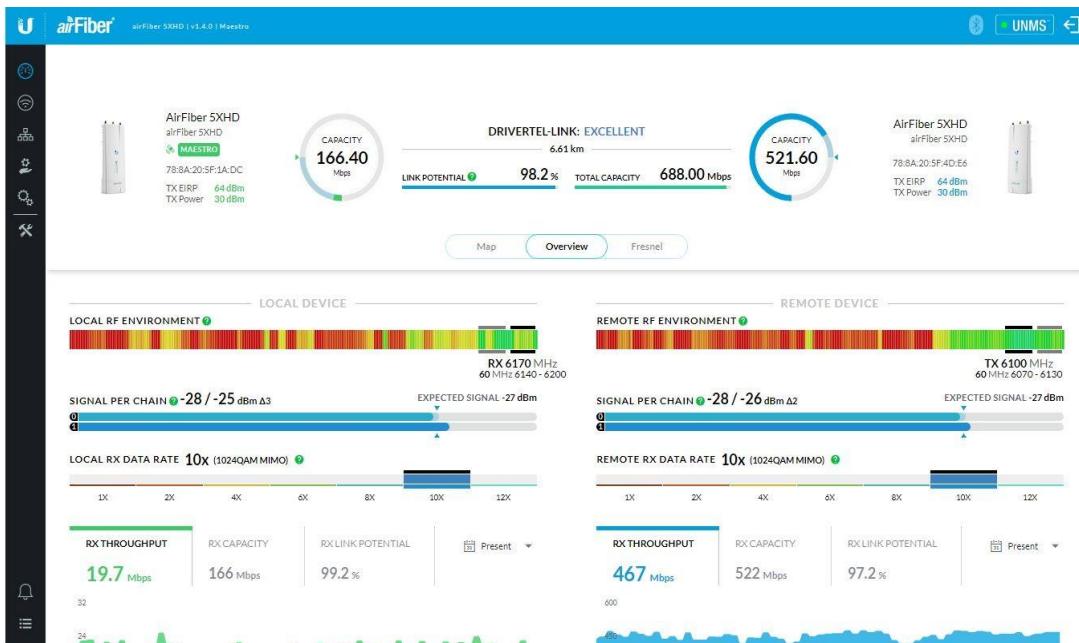 airFiber airFiber 5XHD | v1.4.0 | Maestro UNMS
AirFiber 5XHD
airFiber 5XHD
MAESTRO
78:8A:20:5F:1A:DC
TX EIRP 64 dBm
TX Power 30 dBm
CAPACITY
166.40
Mbps
DRIVERTEL-LINK: EXCELLENT
6.61 km
LINK POTENTIAL ? 98.2 % TOTAL CAPACITY 688.00 Mbps
CAPACITY
521.60
Mbps
AirFiber 5XHD
airFiber 5XHD
78:8A:20:5F:4D:E6
TX EIRP 64 dBm
TX Power 30 dBm
Map Overview Fresnel
LOCAL DEVICE
LOCAL RF ENVIRONMENT ?
RX 6170 MHz
60 MHz 6140 - 6200
SIGNAL PER CHAIN ? -28 / -25 dBm Δ3 EXPECTED SIGNAL -27 dBm
0
1
LOCAL RX DATA RATE 10x (1024QAM MIMO) ?
1X 2X 4X 6X 8X 10X 12X
RX THROUGHPUT RX CAPACITY RX LINK POTENTIAL 31 Present
19.7 Mbps 166 Mbps 99.2 %
32
24
REMOTE DEVICE
REMOTE RF ENVIRONMENT ?
TX 6100 MHz
60 MHz 6070 - 6130
SIGNAL PER CHAIN ? -28 / -26 dBm Δ2 EXPECTED SIGNAL -27 dBm
0
1
REMOTE RX DATA RATE 10x (1024QAM MIMO) ?
1X 2X 4X 6X 8X 10X 12X
RX THROUGHPUT RX CAPACITY RX LINK POTENTIAL 31 Present
467 Mbps 522 Mbps 97.2 %
600
450